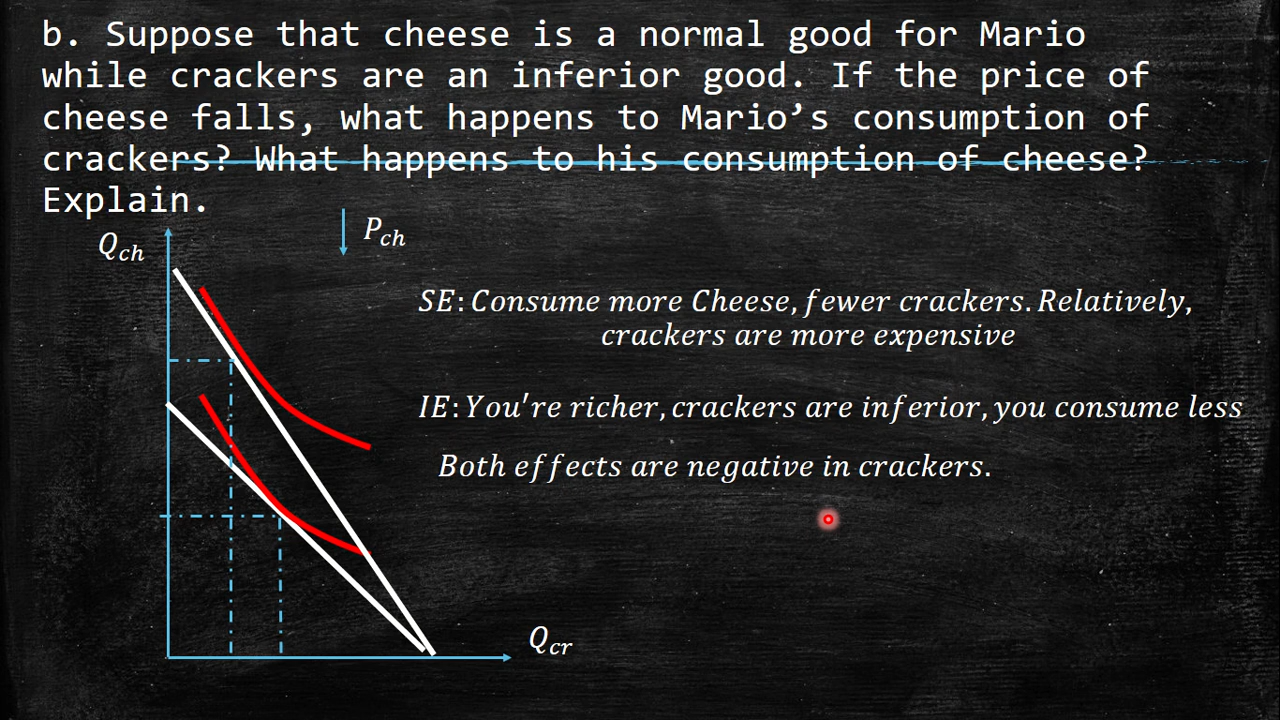 b. Suppose that cheese is a normal good for Mario
while crackers are an inferior good. If the price of
cheese falls, what happens to Mario’s consumption of
crackers? What happens to his consumption of cheese?
Explain.
Q_ch
P_ch
SE: Consume more Cheese, fewer crackers. Relatively,
crackers are more expensive
IE: You're richer, crackers are inferior, you consume less
Both effects are negative in crackers.
Q_cr